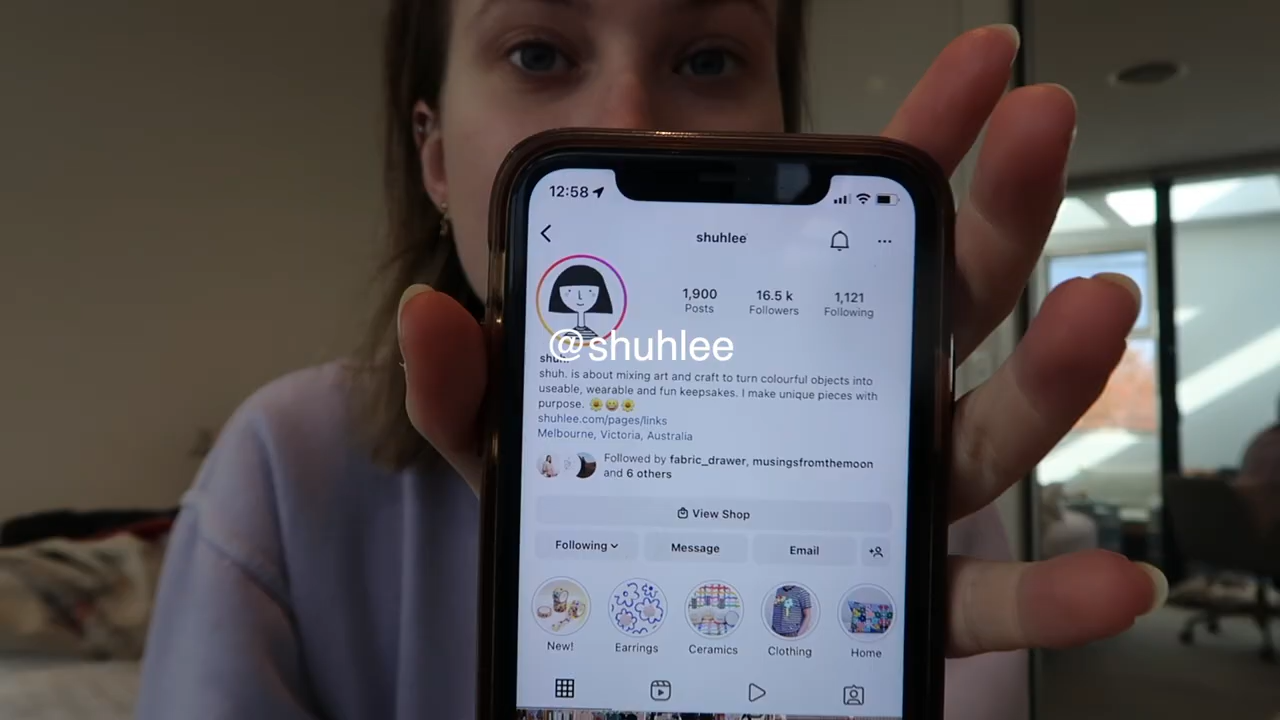 12:58
shuhlee
1,900 16.5 k 1,121
Posts Followers Following
@shuhlee
shuh.
shuh. is about mixing art and craft to turn colourful objects into
useable, wearable and fun keepsakes. I make unique pieces with
purpose. 🌼😄🌼
shuhlee.com/pages/links
Melbourne, Victoria, Australia
Followed by fabric_drawer, musingsfromthemoon
and 6 others
View Shop
Following Message Email
New! Earrings Ceramics Clothing Home